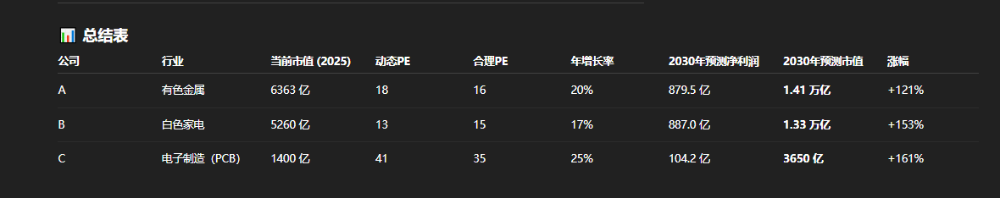 📊 总结表
公司 行业 当前市值 (2025) 动态PE 合理PE 年增长率 2030年预测净利润 2030年预测市值 涨幅
A 有色金属 6363 亿 18 16 20% 879.5 亿 1.41 万亿 +121%
B 白色家电 5260 亿 13 15 17% 887.0 亿 1.33 万亿 +153%
C 电子制造（PCB） 1400 亿 41 35 25% 104.2 亿 3650 亿 +161%